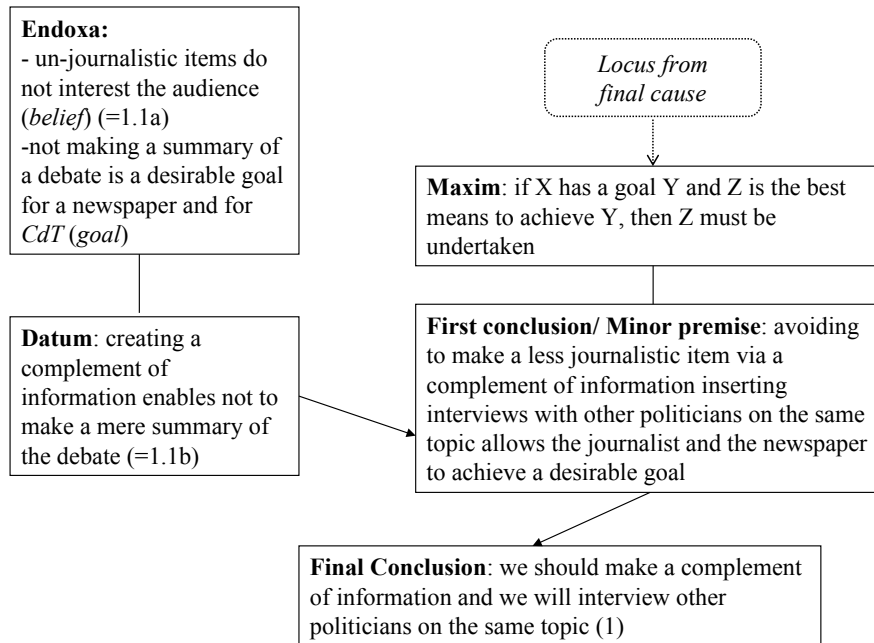 Endoxa:
- un-journalistic items do
not interest the audience
(belief) (=1.1a)
-not making a summary of
a debate is a desirable goal
for a newspaper and for
CdT (goal)
Locus from
final cause
Maxim: if X has a goal Y and Z is the best
means to achieve Y, then Z must be
undertaken
Datum: creating a
complement of
information enables not to
make a mere summary of
the debate (=1.1b)
First conclusion/ Minor premise: avoiding
to make a less journalistic item via a
complement of information inserting
interviews with other politicians on the same
topic allows the journalist and the newspaper
to achieve a desirable goal
Final Conclusion: we should make a complement
of information and we will interview other
politicians on the same topic (1)